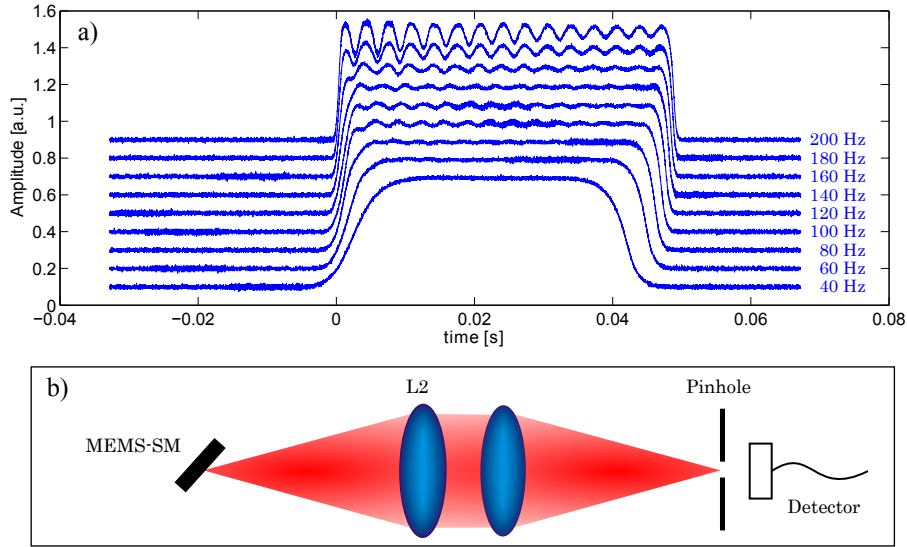 a)
Amplitude [a.u.]
1.6
1.4
1.2
1
0.8
0.6
0.4
0.2
0
200 Hz
180 Hz
160 Hz
140 Hz
120 Hz
100 Hz
80 Hz
60 Hz
40 Hz
−0.04
−0.02
0
0.02
0.04
0.06
0.08
time [s]
b)
L2
Pinhole
MEMS-SM
Detector